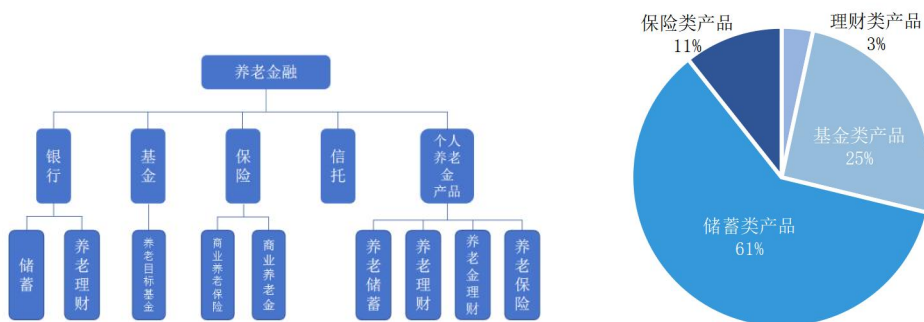 养老金融
银行
基金
保险
信托
个人
养老
金
产品
储蓄
养老理财
养老目标基金
商业养老保险
商业养老金
养老储蓄
养老理财
养老金理财
养老保险
保险类产品
11%
理财类产品
3%
基金类产品
25%
储蓄类产品
61%